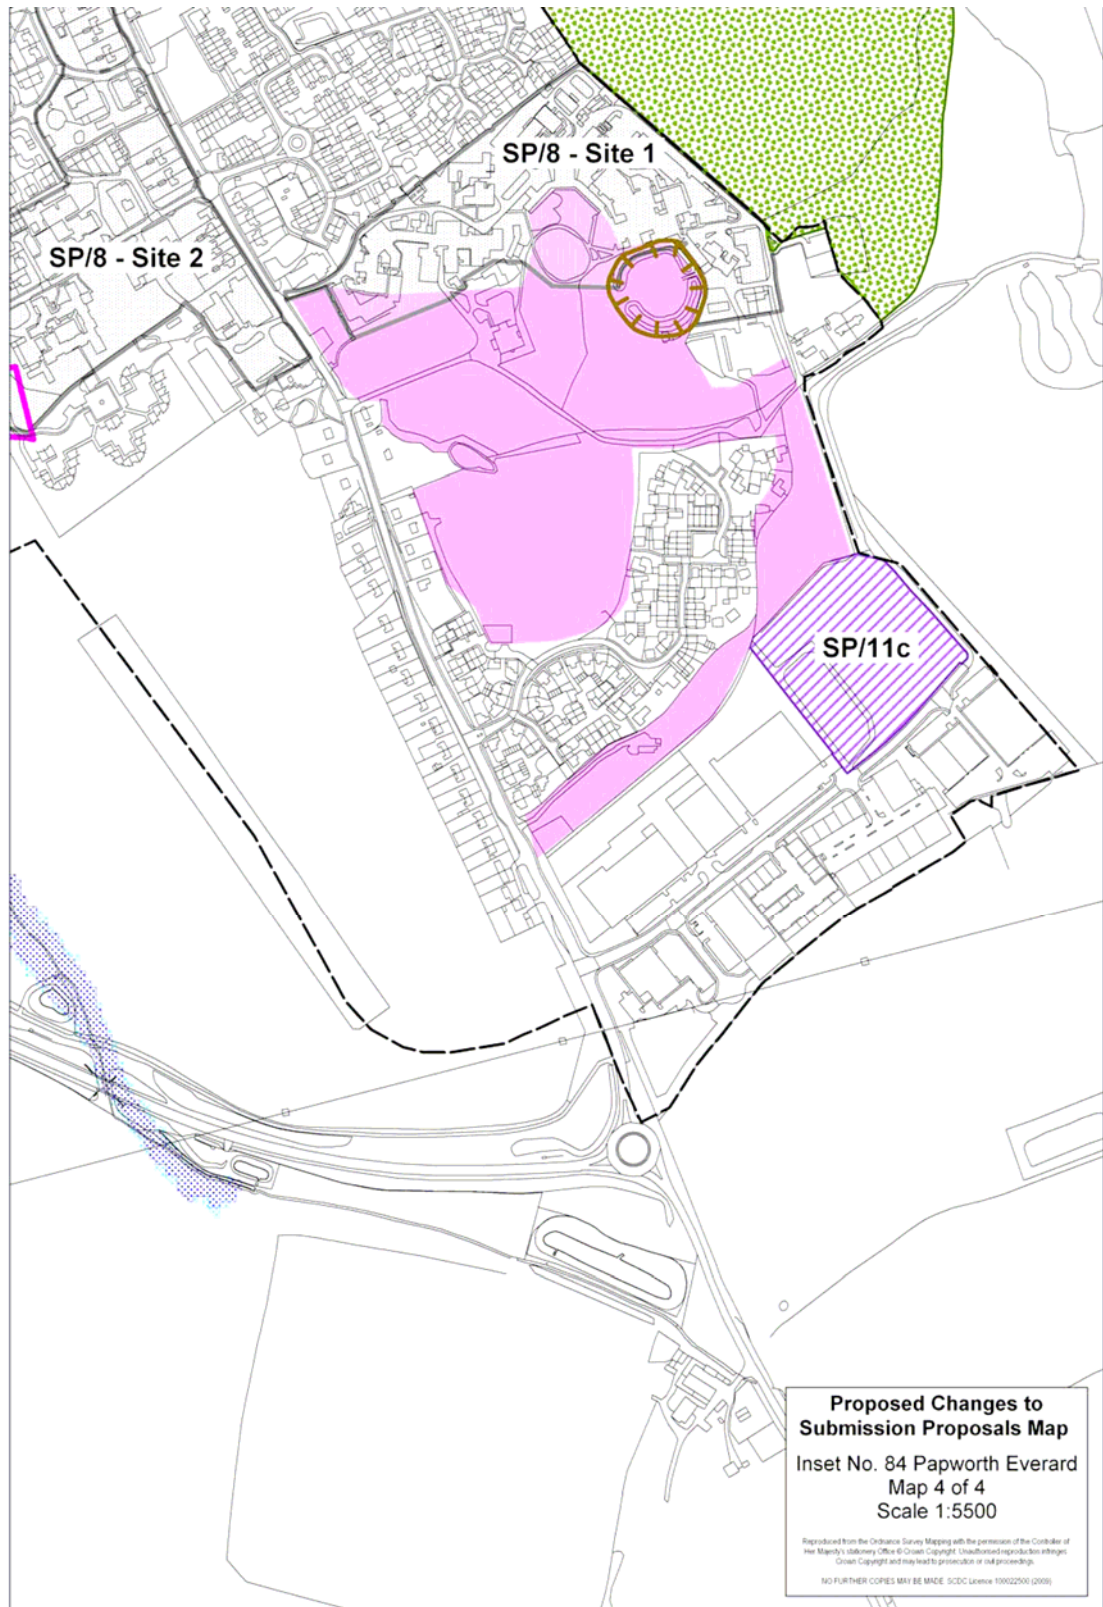 SP/8 - Site 1
SP/8 - Site 2
SP/11c
Proposed Changes to
Submission Proposals Map
Inset No. 84 Papworth Everard
Map 4 of 4
Scale 1:5500
Reproduced from the Ordnance Survey Mapping with the permission of the Controller of
Her Majesty's stationery Office © Crown Copyright. Unauthorised reproduction infringes
Crown Copyright and may lead to prosecution or civil proceedings.
NO FURTHER COPIES MAY BE MADE. SCDC Licence 100022500 (2009)